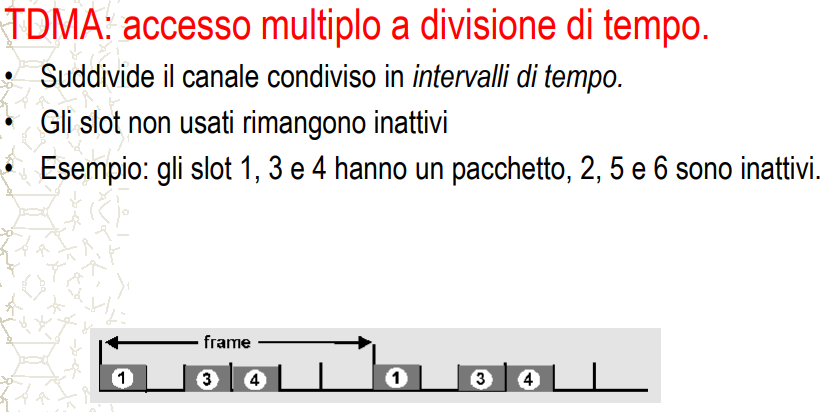 TDMA: accesso multiplo a divisione di tempo.
• Suddivide il canale condiviso in intervalli di tempo.
• Gli slot non usati rimangono inattivi
• Esempio: gli slot 1, 3 e 4 hanno un pacchetto, 2, 5 e 6 sono inattivi.
frame
1 3 4 1 3 4